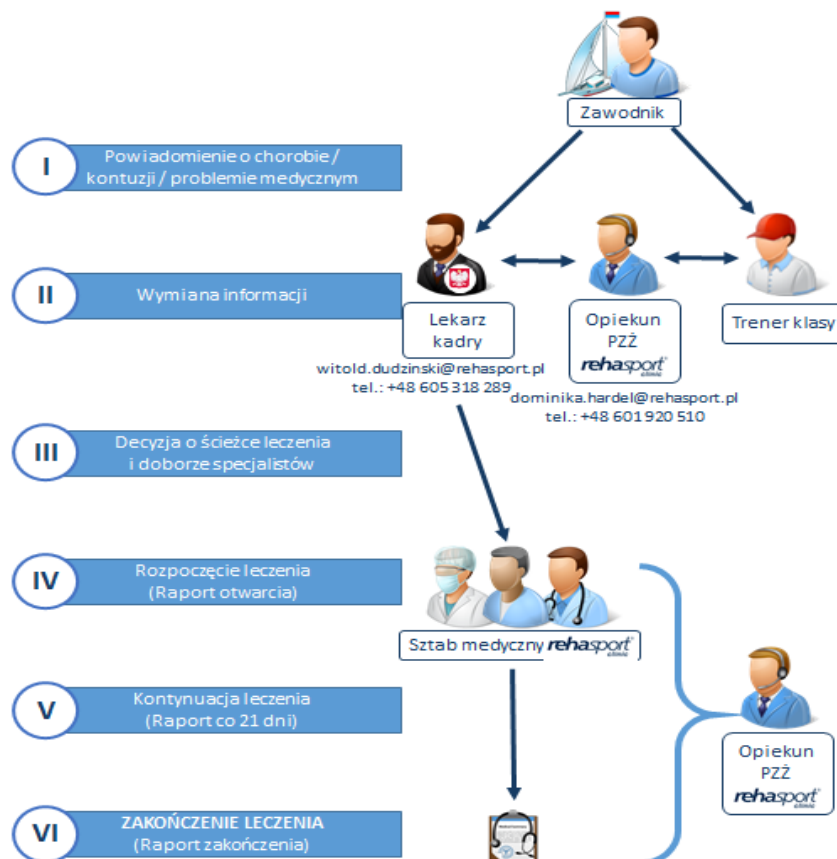 Zawodnik
I
Powiadomienie o chorobie /
kontuzji / problemie medycznym
II
Wymiana informacji
Lekarz
kadry
witold.dudzinski@rehasport.pl
tel.: +48 605 318 289
Opiekun
PZŻ
rehasport
clinic
dominika.hardel@rehasport.pl
tel.: +48 601 920 510
Trener klasy
III
Decyzja o ścieżce leczenia
i doborze specjalistów
IV
Rozpoczęcie leczenia
(Raport otwarcia)
Sztab medyczny rehasport
clinic
V
Kontynuacja leczenia
(Raport co 21 dni)
Opiekun
PZŻ
rehasport
clinic
VI
ZAKOŃCZENIE LECZENIA
(Raport zakończenia)